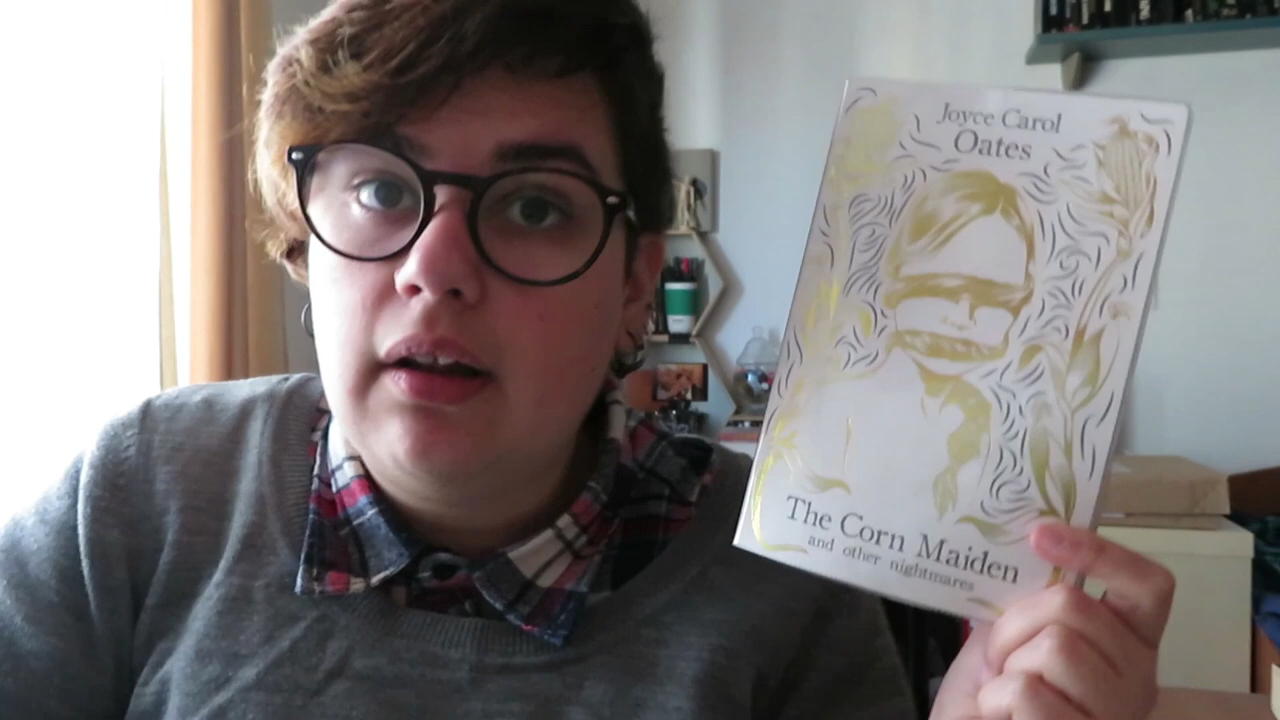 Joyce Carol
Oates
The Corn Maiden
and other nightmares